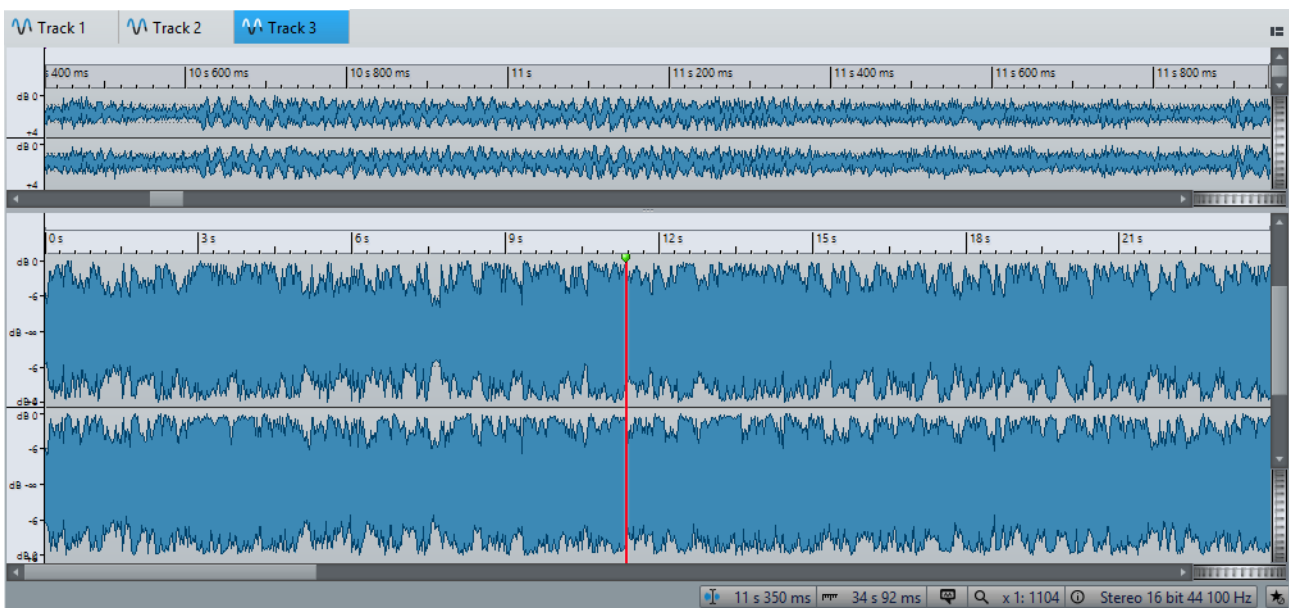 Track 1 Track 2 Track 3
400 ms 10 s 600 ms 10 s 800 ms 11 s 11 s 200 ms 11 s 400 ms 11 s 600 ms 11 s 800 ms
dB 0
+4
dB 0
+4
0 s 3 s 6 s 9 s 12 s 15 s 18 s 21 s
dB 0
-6
dB -∞
-6
dB 0
-6
dB -∞
-6
11 s 350 ms 34 s 92 ms x 1: 1104 Stereo 16 bit 44 100 Hz